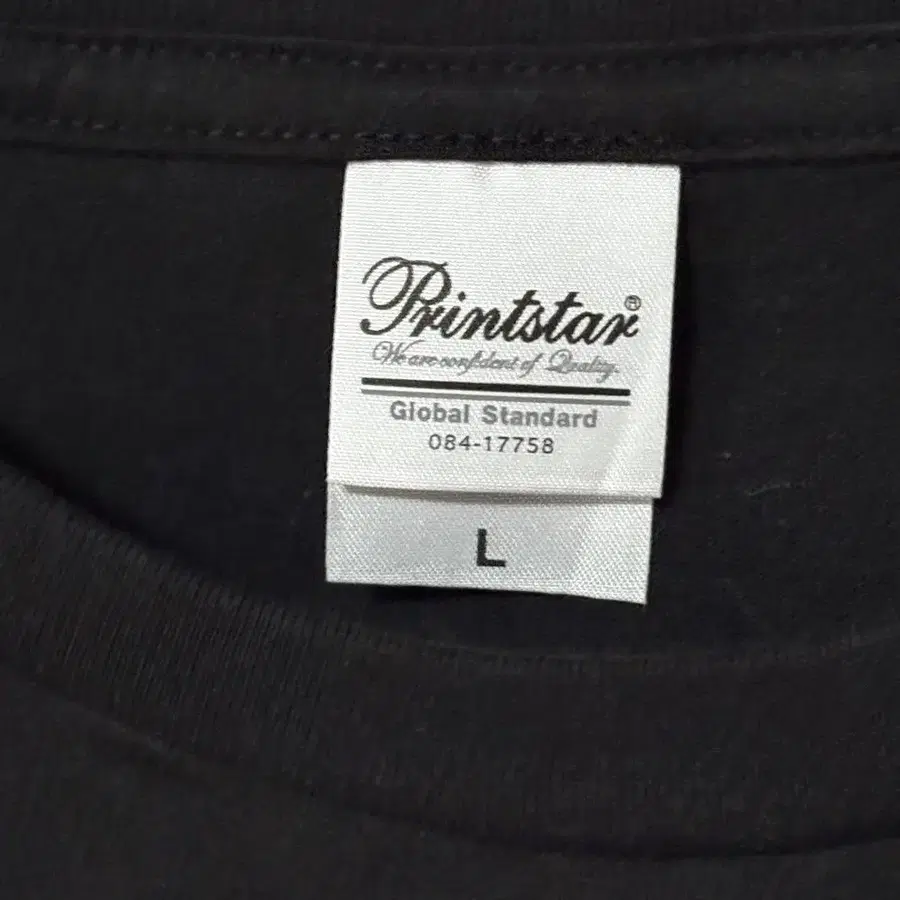 Printstar®
We are confident of Quality.
Global Standard
084-17758
L